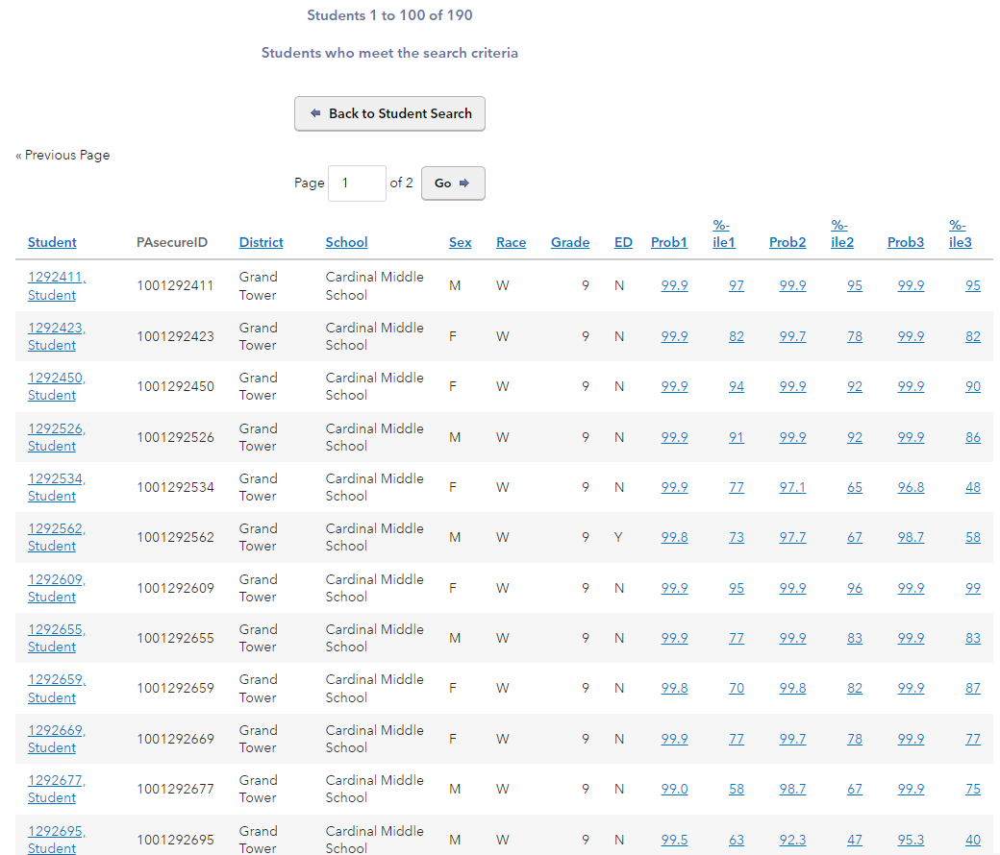 Students 1 to 100 of 190
Students who meet the search criteria
Back to Student Search
« Previous Page
Page 1 of 2 Go
Student PAsecureID District School Sex Race Grade ED Prob1 %-ile1 Prob2 %-ile2 Prob3 %-ile3
1292411, Student 1001292411 Grand Tower Cardinal Middle School M W 9 N 99.9 97 99.9 95 99.9 95
1292423, Student 1001292423 Grand Tower Cardinal Middle School F W 9 N 99.9 82 99.7 78 99.9 82
1292450, Student 1001292450 Grand Tower Cardinal Middle School F W 9 N 99.9 94 99.9 92 99.9 90
1292526, Student 1001292526 Grand Tower Cardinal Middle School M W 9 N 99.9 91 99.9 92 99.9 86
1292534, Student 1001292534 Grand Tower Cardinal Middle School F W 9 N 99.9 77 97.1 65 96.8 48
1292562, Student 1001292562 Grand Tower Cardinal Middle School M W 9 Y 99.8 73 97.7 67 98.7 58
1292609, Student 1001292609 Grand Tower Cardinal Middle School F W 9 N 99.9 95 99.9 96 99.9 99
1292655, Student 1001292655 Grand Tower Cardinal Middle School M W 9 N 99.9 77 99.9 83 99.9 83
1292659, Student 1001292659 Grand Tower Cardinal Middle School F W 9 N 99.8 70 99.8 82 99.9 87
1292669, Student 1001292669 Grand Tower Cardinal Middle School F W 9 N 99.9 77 99.7 78 99.9 77
1292677, Student 1001292677 Grand Tower Cardinal Middle School M W 9 N 99.0 58 98.7 67 99.9 75
1292695, Student 1001292695 Grand Tower Cardinal Middle School M W 9 N 99.5 63 92.3 47 95.3 40